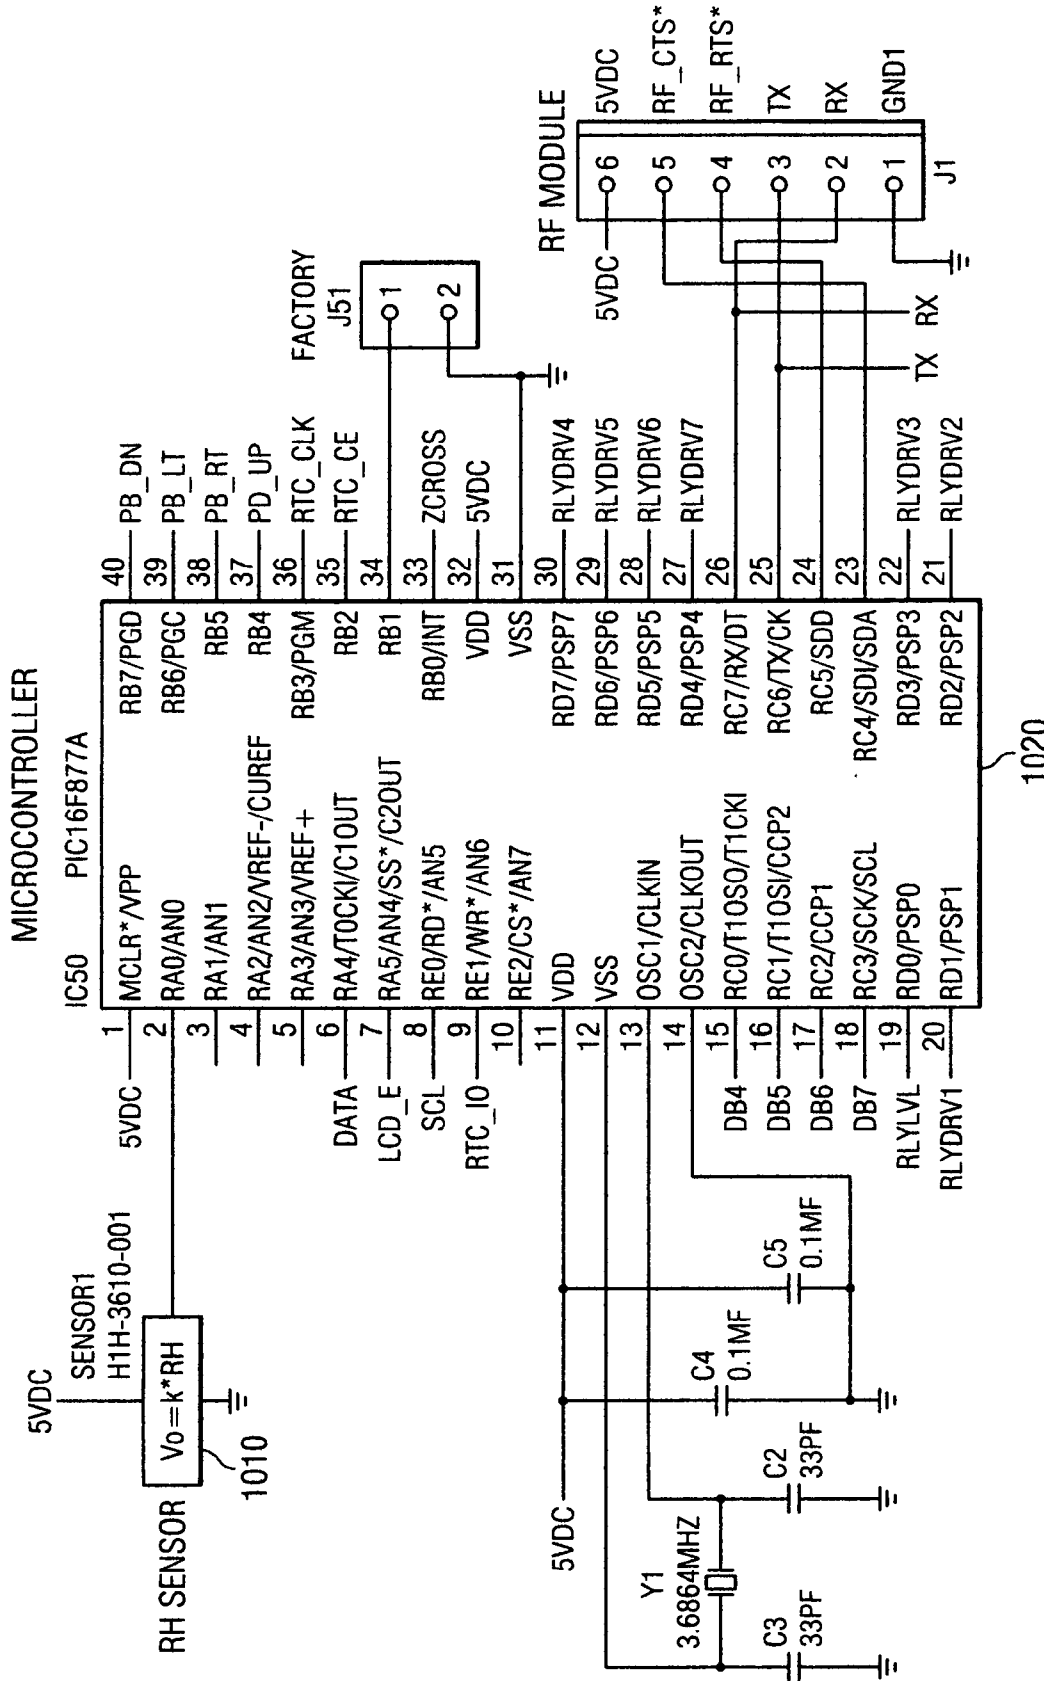 MICROCONTROLLER
IC50 PIC16F877A
5VDC
SENSOR1
H1H-3610-001
Vo=k*RH
1010
RH SENSOR
5VDC 1 MCLR*/VPP
2 RA0/AN0
3 RA1/AN1
4 RA2/AN2/VREF-/CUREF
5 RA3/AN3/VREF+
DATA 6 RA4/TOCKI/C1OUT
LCD_E 7 RA5/AN4/SS*/C2OUT
SCL 8 RE0/RD*/AN5
RTC_IO 9 RE1/WR*/AN6
10 RE2/CS*/AN7
11 VDD
12 VSS
13 OSC1/CLKIN
14 OSC2/CLKOUT
DB4 15 RC0/T1OSO/T1CKI
DB5 16 RC1/T1OSI/CCP2
DB6 17 RC2/CCP1
DB7 18 RC3/SCK/SCL
RLYLVL 19 RD0/PSP0
RLYDRV1 20 RD1/PSP1
RB7/PGD 40 PB_DN
RB6/PGC 39 PB_LT
RB5 38 PB_RT
RB4 37 PD_UP
RB3/PGM 36 RTC_CLK
RB2 35 RTC_CE
RB1 34
RB0/INT 33 ZCROSS
VDD 32 5VDC
VSS 31
RD7/PSP7 30 RLYDRV4
RD6/PSP6 29 RLYDRV5
RD5/PSP5 28 RLYDRV6
RD4/PSP4 27 RLYDRV7
RC7/RX/DT 26
RC6/TX/CK 25
RC5/SDD 24
RC4/SDI/SDA 23
RD3/PSP3 22 RLYDRV3
RD2/PSP2 21 RLYDRV2
1020
FACTORY
J51
1
2
RF MODULE
5VDC 6 5VDC
5 RF_CTS*
4 RF_RTS*
3 TX
2 RX
1 GND1
J1
TX
RX
5VDC
Y1
3.6864MHZ
C3
33PF
C2
33PF
C4
0.1MF
C5
0.1MF